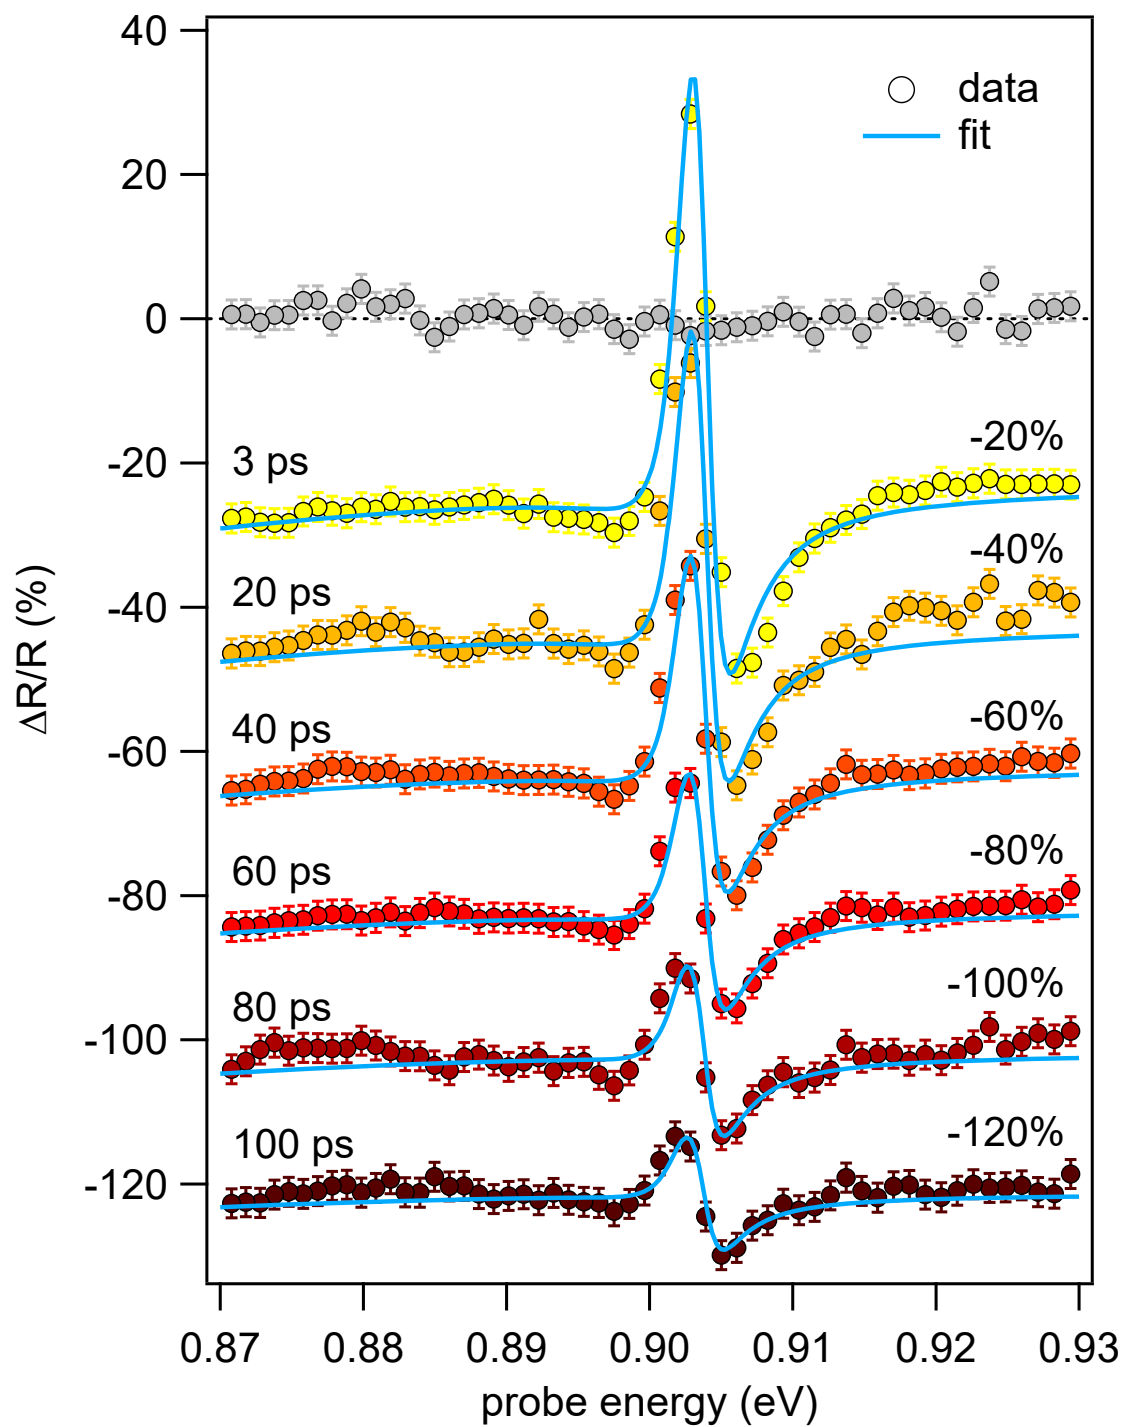 40
data
fit
20
0
-20%
-20
3 ps
-40%
20 ps
-40
ΔR/R (%)
-60%
40 ps
-60
-80%
60 ps
-80
-100%
80 ps
-100
-120%
100 ps
-120
0.87 0.88 0.89 0.90 0.91 0.92 0.93
probe energy (eV)